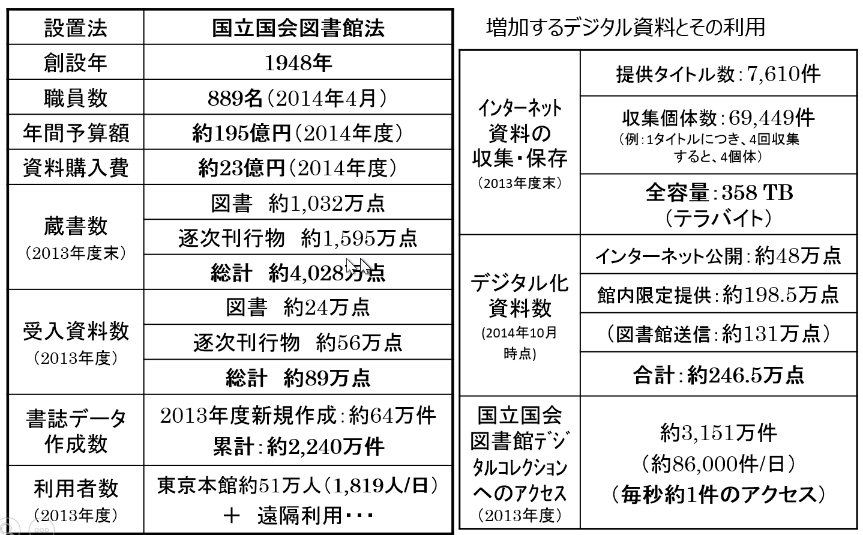 設置法
国立国会図書館法
創設年
1948年
職員数
889名(2014年4月)
年間予算額
約195億円(2014年度)
資料購入費
約23億円(2014年度)
蔵書数
(2013年度末)
図書 約1,032万点
逐次刊行物 約1,595万点
総計 約4,028万点
受入資料数
(2013年度)
図書 約24万点
逐次刊行物 約56万点
総計 約89万点
書誌データ
作成数
2013年度新規作成:約64万件
累計:約2,240万件
利用者数
(2013年度)
東京本館約51万人(1,819人/日)
+ 遠隔利用・・・
増加するデジタル資料とその利用
インターネット
資料の
収集・保存
(2013年度末)
提供タイトル数:7,610件
収集個体数:69,449件
(例:1タイトルにつき、4回収集
すると、4個体)
全容量:358 TB
(テラバイト)
デジタル化
資料数
(2014年10月
時点)
インターネット公開:約48万点
館内限定提供:約198.5万点
(図書館送信:約131万点)
合計:約246.5万点
国立国会
図書館デジ
タルコレクション
へのアクセス
(2013年度)
約3,151万件
(約86,000件/日)
(毎秒約1件のアクセス)